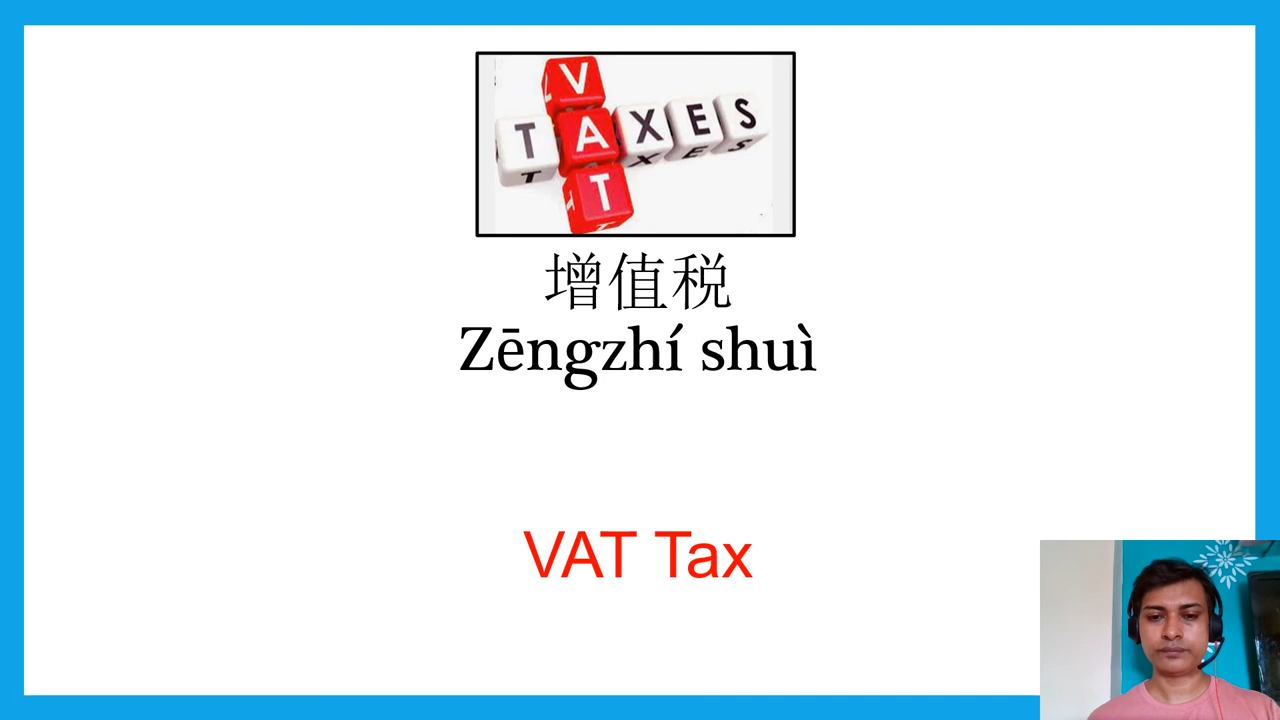 VAT
TAXES
增值税
Zēngzhí shuì
VAT Tax